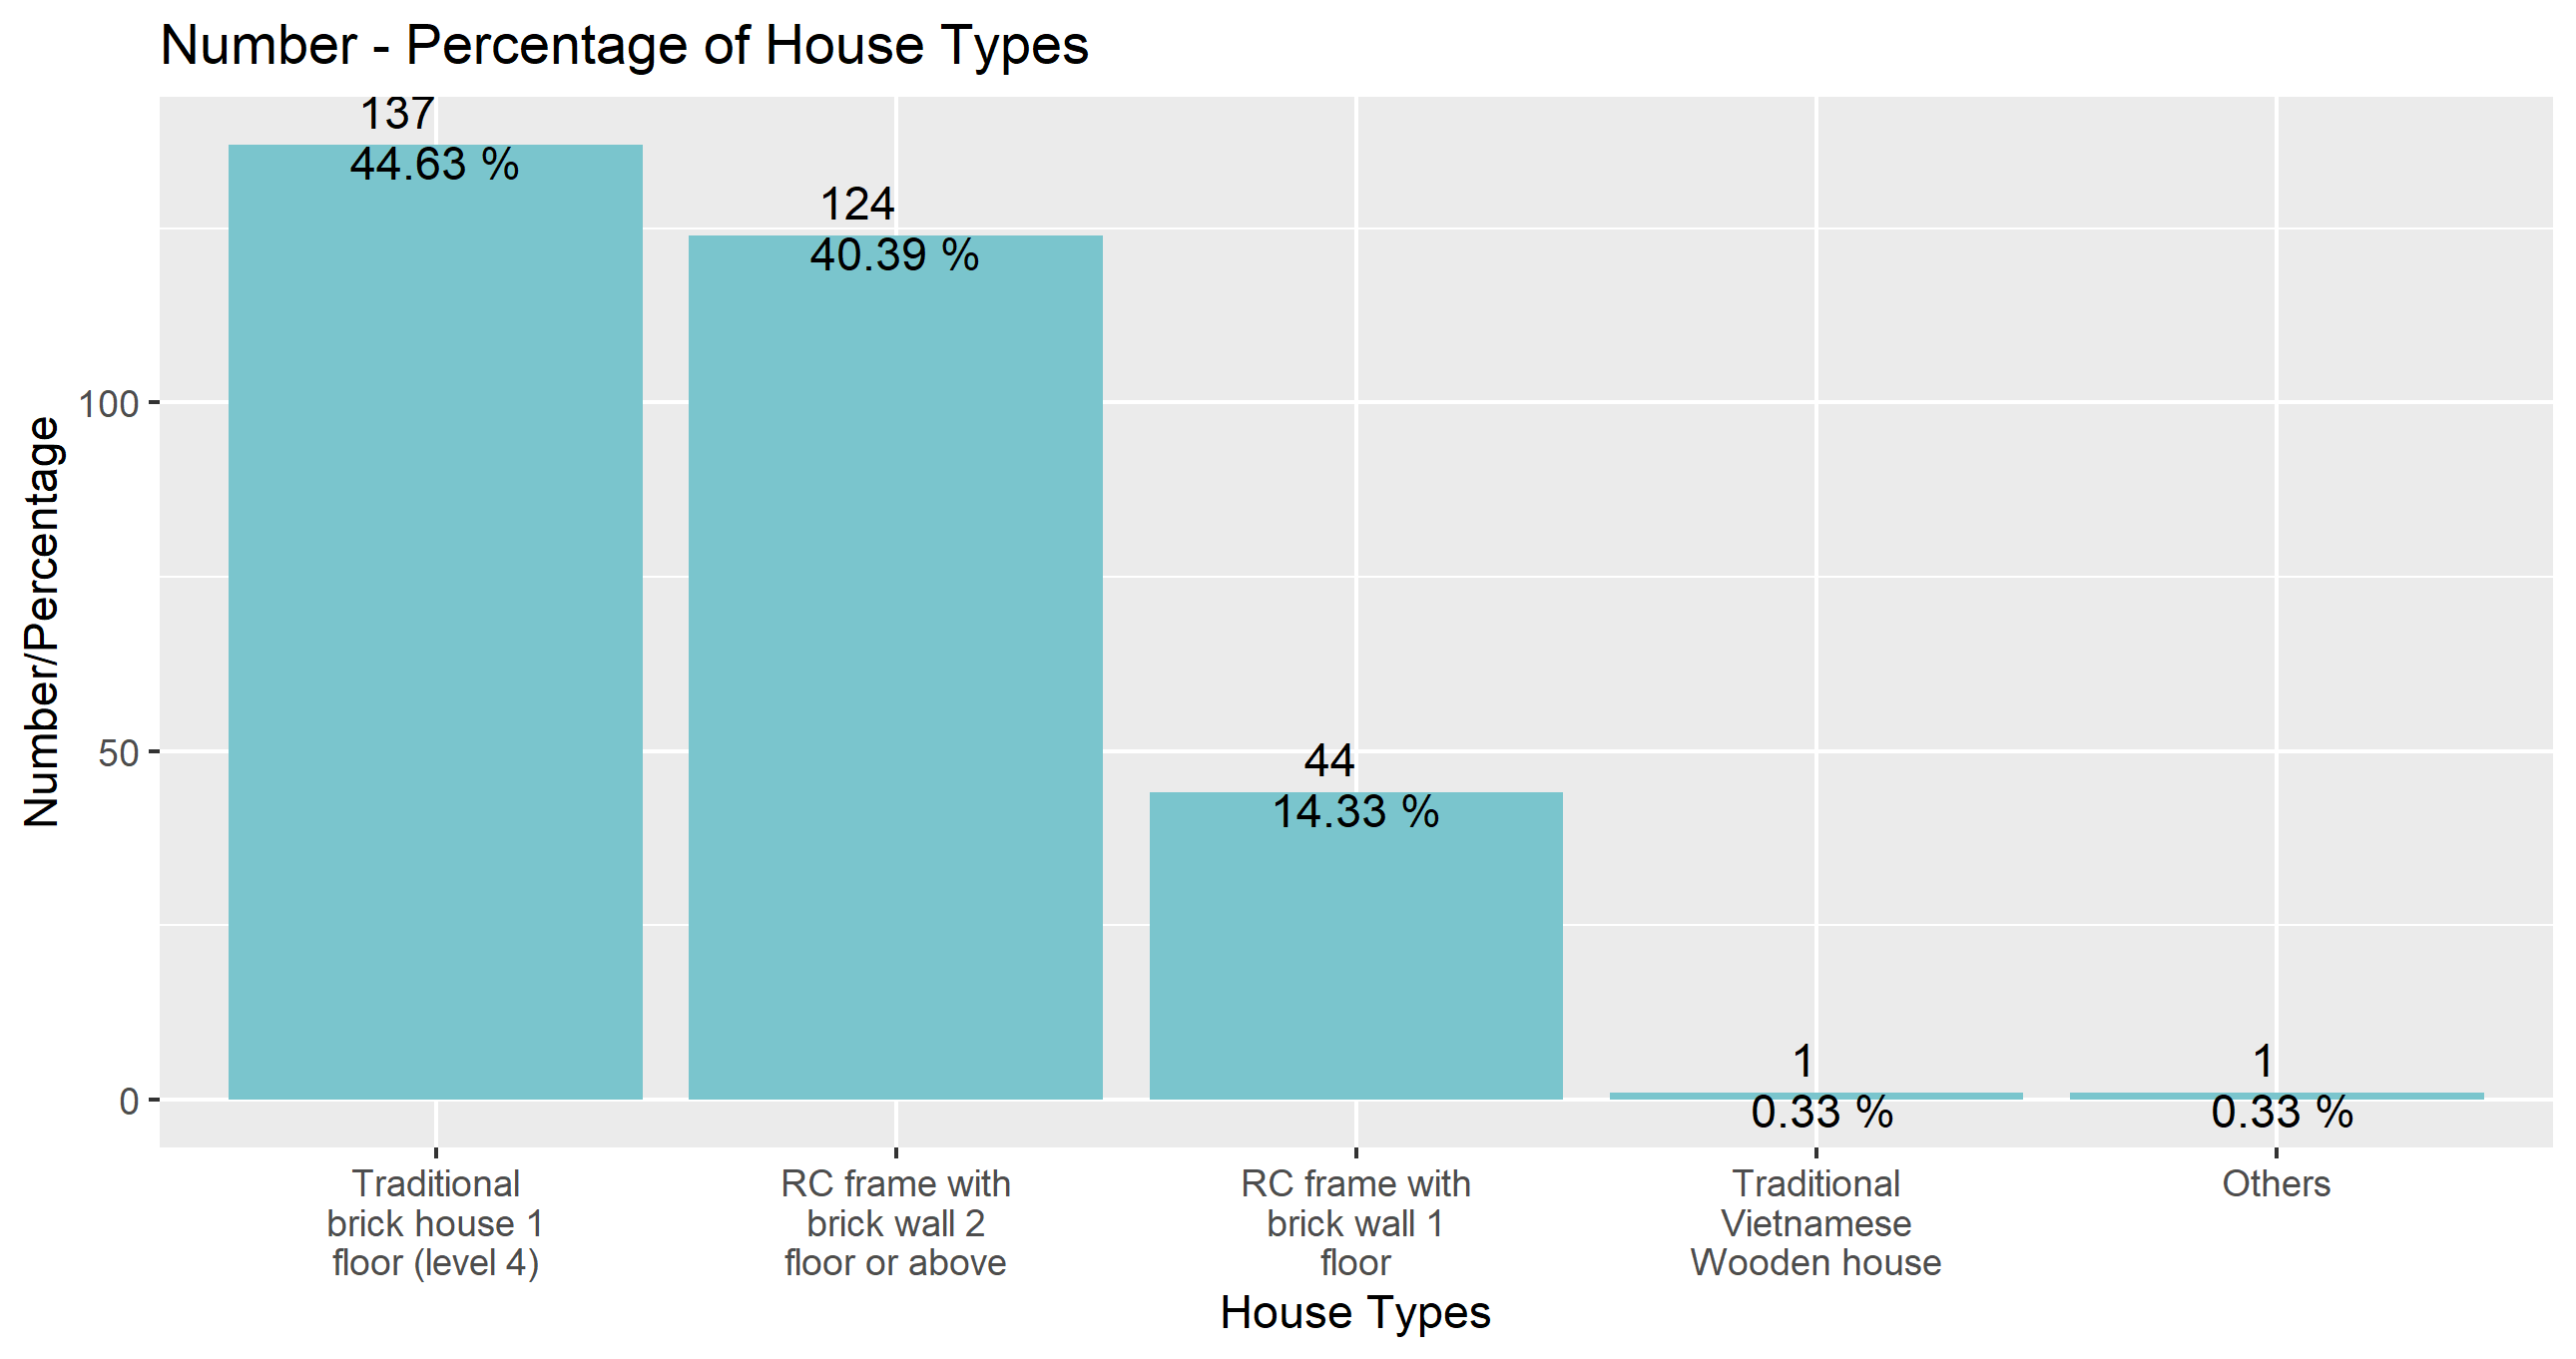 Number - Percentage of House Types
137
44.63 %
124
40.39 %
44
14.33 %
1
0.33 %
1
0.33 %
100
50
0
Number/Percentage
Traditional
brick house 1
floor (level 4)
RC frame with
brick wall 2
floor or above
RC frame with
brick wall 1
floor
Traditional
Vietnamese
Wooden house
Others
House Types